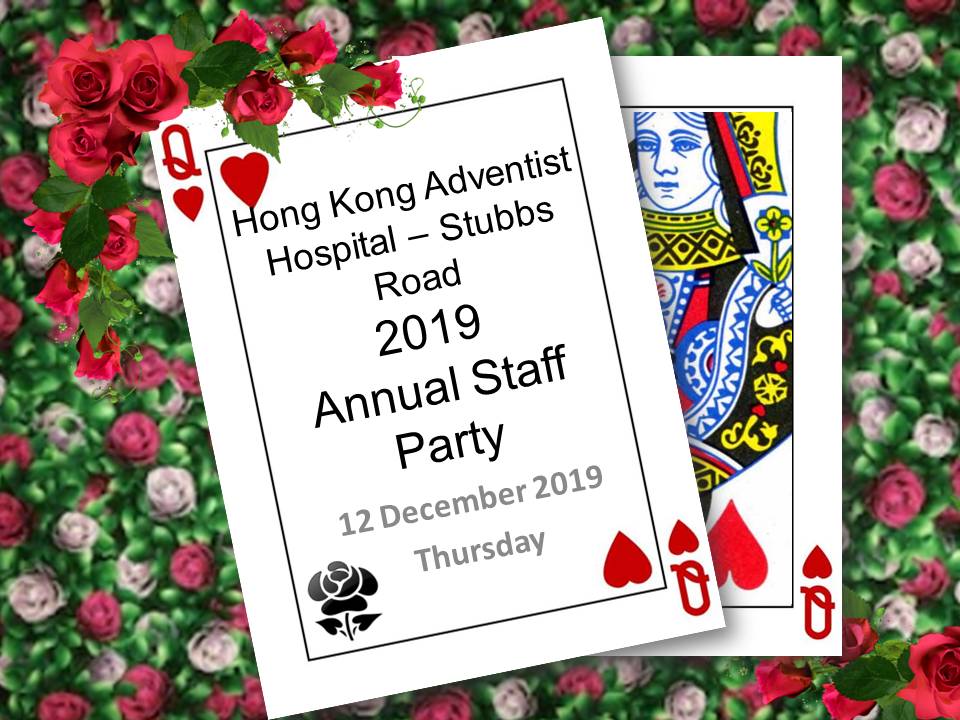 Q
Hong Kong Adventist
Hospital – Stubbs
Road
2019
Annual Staff
Party
12 December 2019
Thursday
Q
Q